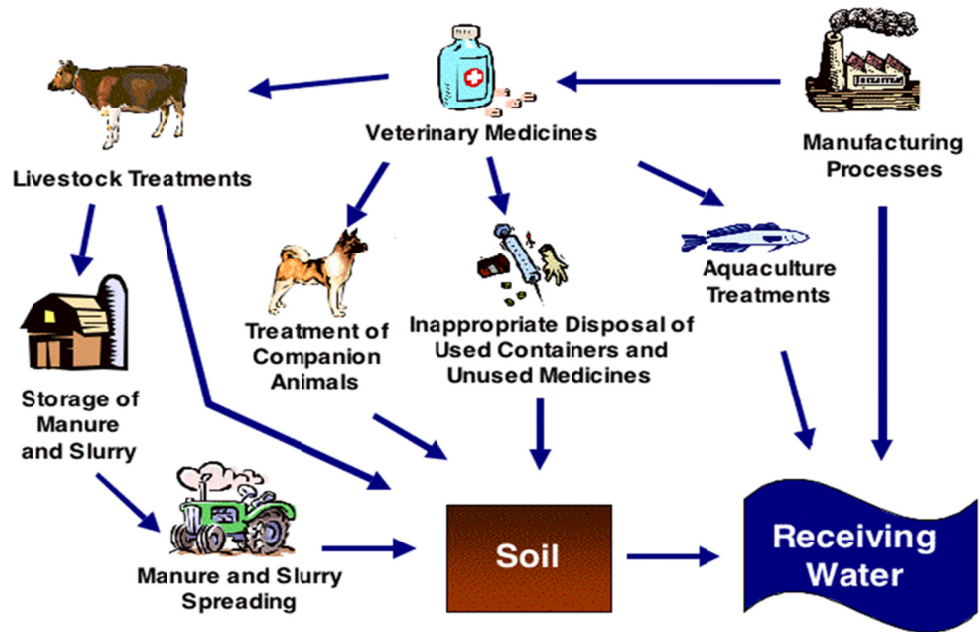 Veterinary Medicines
Manufacturing
Processes
Livestock Treatments
Aquaculture
Treatments
Treatment of
Companion
Animals
Inappropriate Disposal of
Used Containers and
Unused Medicines
Storage of
Manure
and Slurry
Manure and Slurry
Spreading
Soil
Receiving
Water